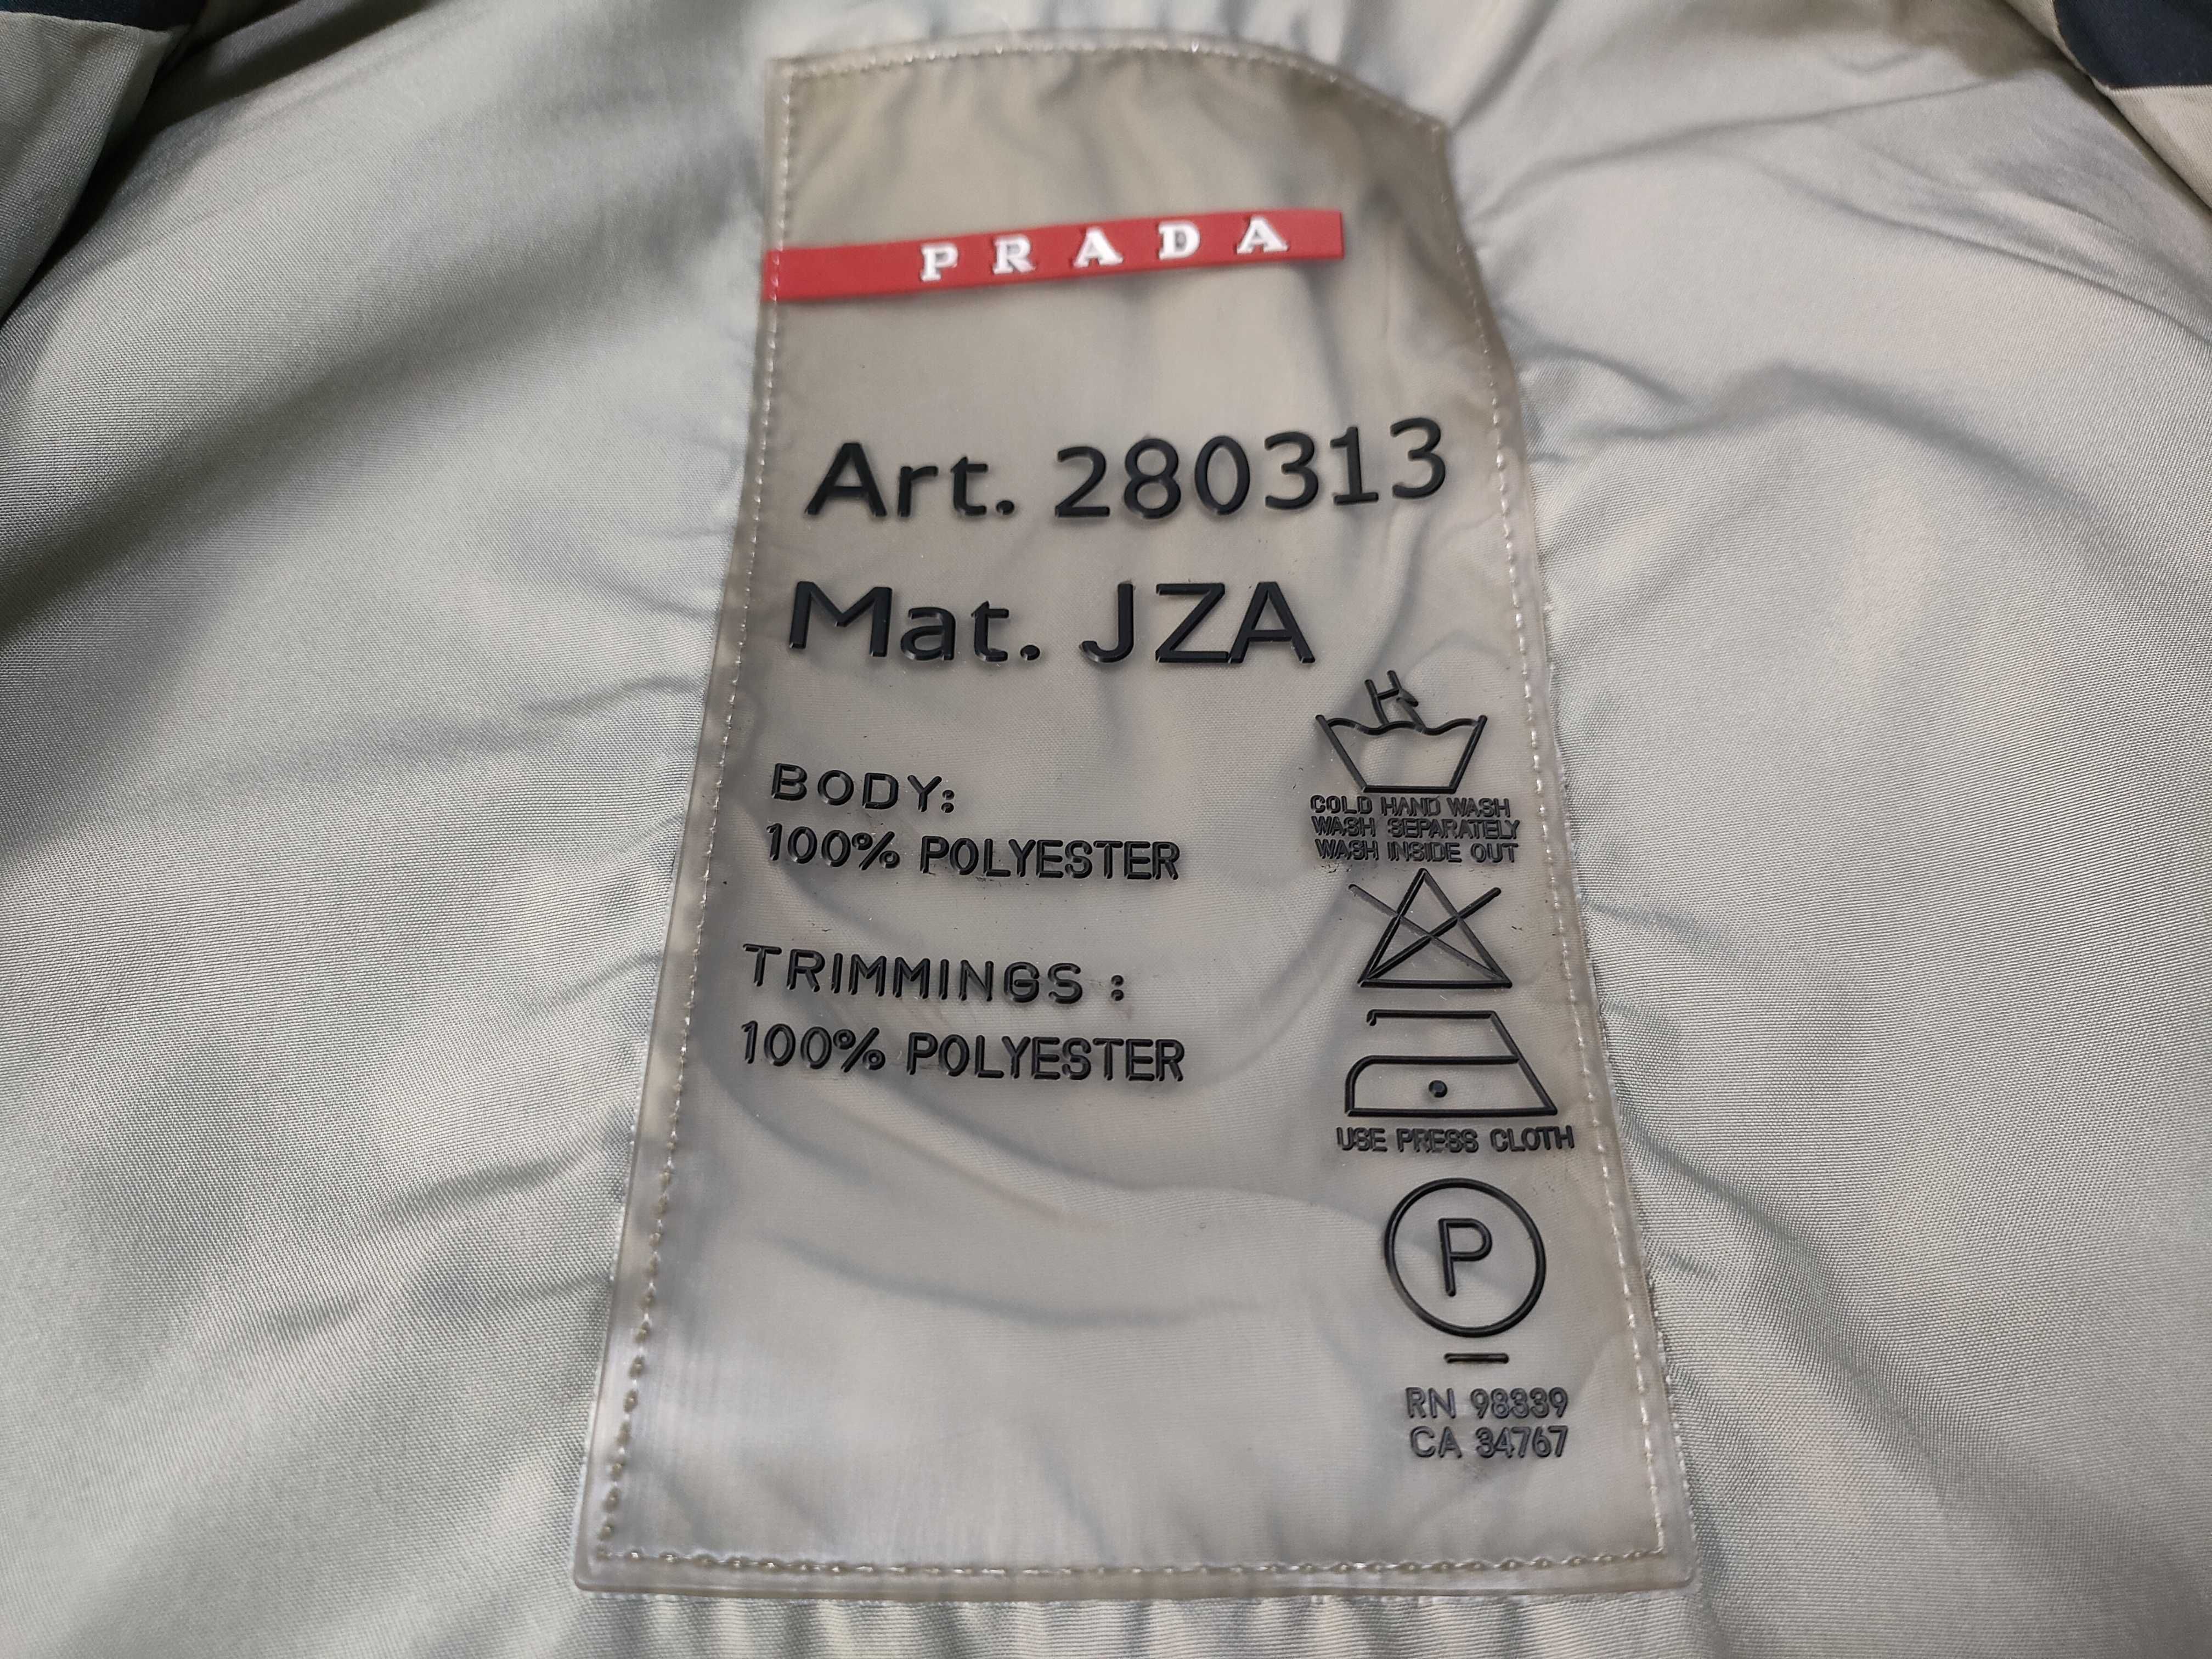 PRADA
Art. 280313
Mat. JZA
BODY:
100% POLYESTER
TRIMMINGS :
100% POLYESTER
H
COLD HAND WASH
WASH SEPARATELY
WASH INSIDE OUT
USE PRESS CLOTH
P
RN 98339
CA 34767